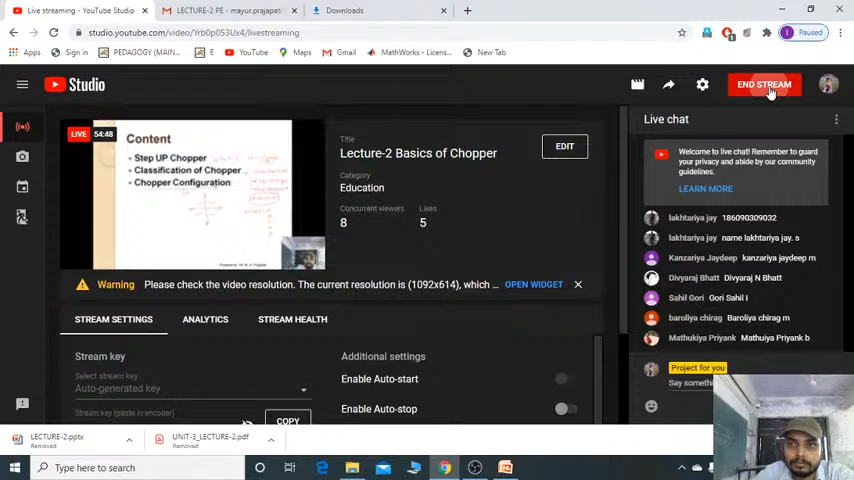 Live streaming - YouTube Studio
LECTURE-2 PE - mayur.prajapati
Downloads
studio.youtube.com/video/Yrb0p053Ux4/livestreaming
Paused
Apps
Sign in
PEDAGOGY (MAIN...
E
YouTube
Maps
Gmail
MathWorks - Licens...
New Tab
Studio
END STREAM
LIVE 54:48
Content
- Step UP Chopper
- Classification of Chopper
- Chopper Configuration
Title
Lecture-2 Basics of Chopper
EDIT
Category
Education
Concurrent viewers
8
Likes
5
Warning Please check the video resolution. The current resolution is (1092x614), which ...
OPEN WIDGET
STREAM SETTINGS
ANALYTICS
STREAM HEALTH
Stream key
Select stream key
Auto-generated key
Stream key (paste in encoder)
COPY
Additional settings
Enable Auto-start
Enable Auto-stop
Live chat
Welcome to live chat! Remember to guard
your privacy and abide by our community
guidelines.
LEARN MORE
lakhtariya jay 186090309032
lakhtariya jay name lakhtariya jay. s
Kanzariya Jaydeep kanzariya jaydeep m
Divyaraj Bhatt Divyaraj N Bhatt
Sahil Gori Gori Sahil I
baroliya chirag Baroliya chirag m
Mathukiya Priyank Mathuiya Priyank b
Project for you
Say somethi
LECTURE-2.pptx
Removed
UNIT-3_LECTURE-2.pdf
Removed
Type here to search